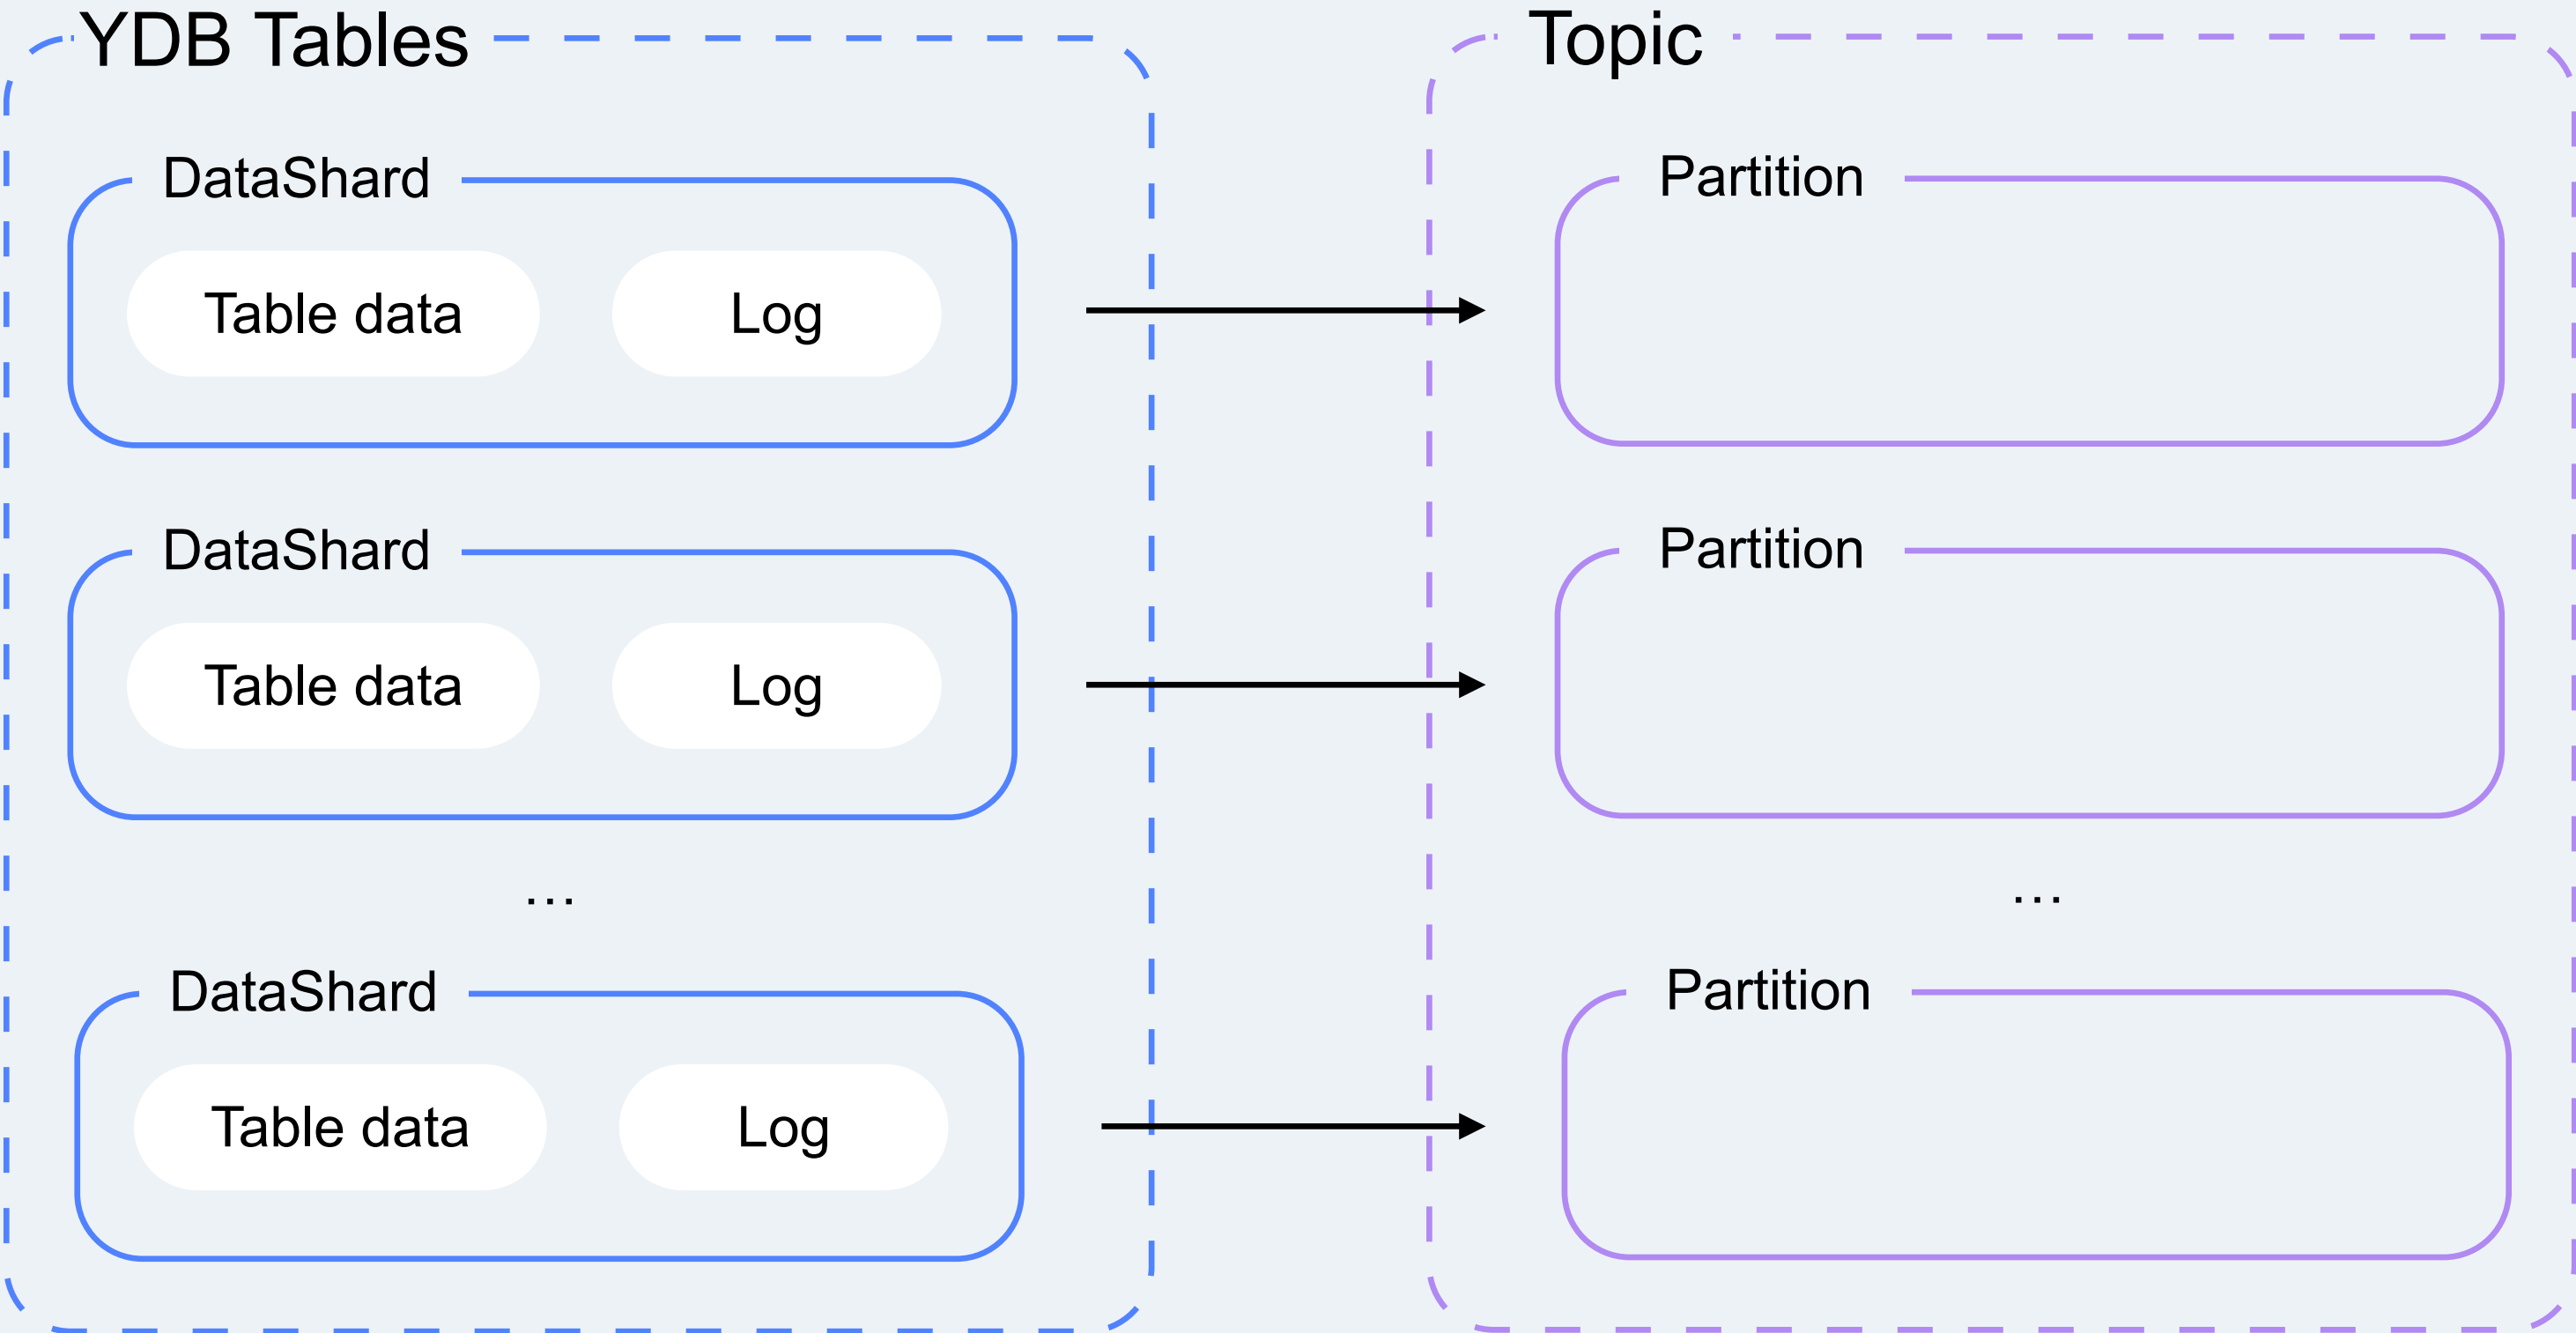 YDB Tables
Topic
DataShard
Partition
Table data
Log
DataShard
Partition
Table data
Log
...
...
DataShard
Partition
Table data
Log